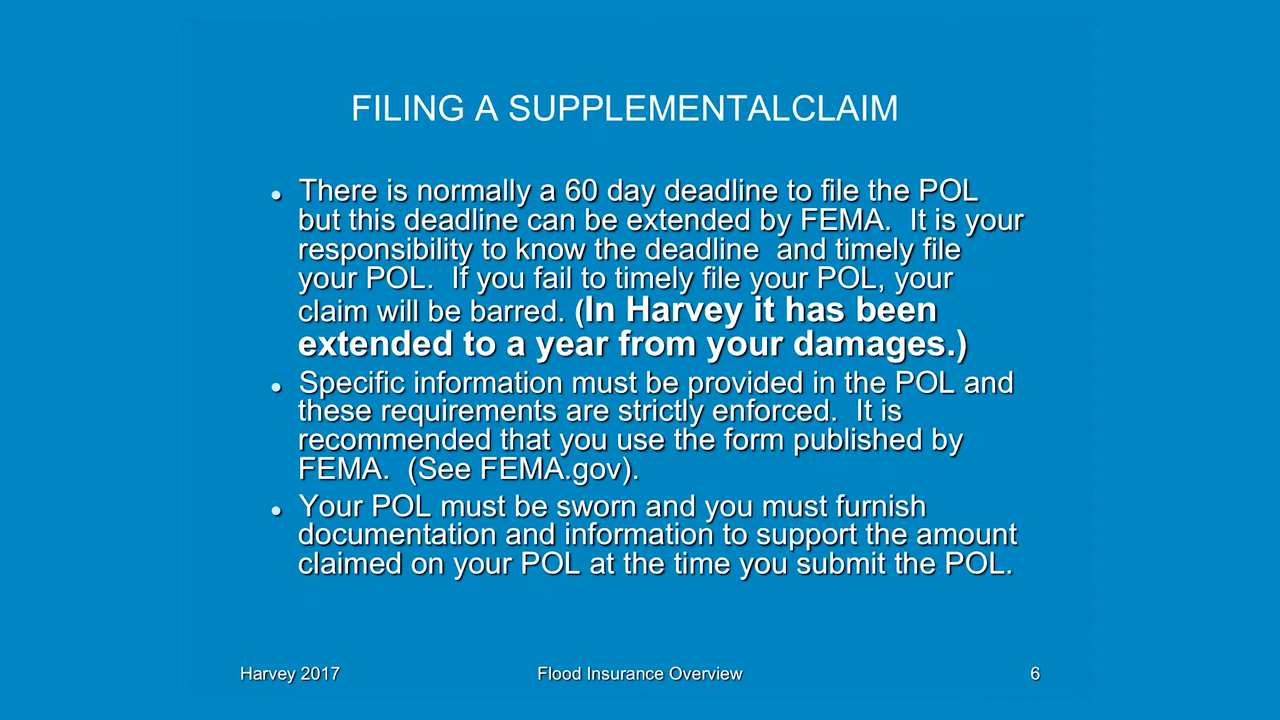 FILING A SUPPLEMENTALCLAIM
• There is normally a 60 day deadline to file the POL
but this deadline can be extended by FEMA.  It is your
responsibility to know the deadline  and timely file
your POL.  If you fail to timely file your POL, your
claim will be barred. (In Harvey it has been
extended to a year from your damages.)
• Specific information must be provided in the POL and
these requirements are strictly enforced.  It is
recommended that you use the form published by
FEMA.  (See FEMA.gov).
• Your POL must be sworn and you must furnish
documentation and information to support the amount
claimed on your POL at the time you submit the POL.
Harvey 2017 Flood Insurance Overview 6